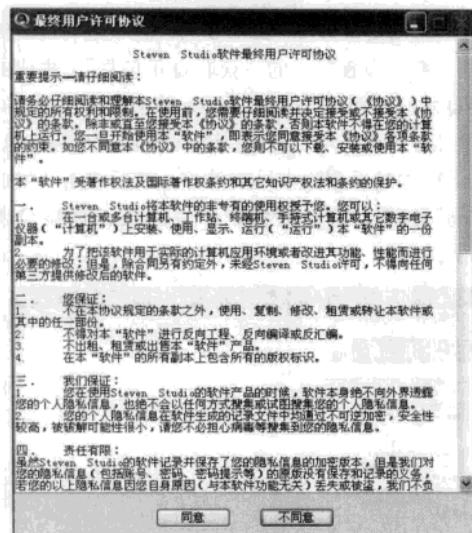 最终用户许可协议
Steven Studio软件最终用户许可协议
重要提示—请仔细阅读：
请务必仔细阅读和理解本Steven Studio软件最终用户许可协议（《协议》）中
规定的所有权利和限制。在使用前，您需要仔细阅读并决定接受或不接受本《协
议》的条款。除非或直至您接受本《协议》的条款，否则本软件不得在您的计算
机上运行。您一旦开始使用本“软件”，即表示您同意接受本《协议》各项条款
的约束。如您不同意本《协议》中的条款，您则不可以下载、安装或使用本“软
件”。
本“软件”受著作权法及国际著作权条约和其它知识产权法和条约的保护。
一． Steven Studio将本软件的非专有的使用权授予您。您可以：
1. 在一台或多台计算机、工作站、终端机、手持式计算机或其它数字电子
仪器（“计算机”）上安装、使用、显示、运行（“运行”）本“软件”的一份
副本。
2. 为了把该软件用于实际的计算机应用环境或者改进其功能、性能而进行
必要的修改；但是，除合同另有约定外，未经Steven Studio许可，不得向任何
第三方提供修改后的软件。
二． 您保证：
1. 不在本协议规定的条款之外，使用、复制、修改、租赁或转让本软件或
其中的任一部份。
2. 不得对本“软件”进行反向工程、反向编译或反汇编。
3. 不出租、租赁或出售本“软件”产品。
4. 在本“软件”的所有副本上包含所有的版权标识。
三． 我们保证：
1. 您在使用Steven Studio的软件产品的时候，软件本身绝不向外界透露
您的个人隐私信息，也绝不会以任何方式搜集或试图搜集您的个人隐私信息。
2. 您的个人隐私信息在软件生成的记录文件中均通过不可逆加密，安全性
较高，被破解可能性很小，请您不必担心病毒等搜集到您的隐私信息。
四． 责任有限：
虽然Steven Studio的软件记录并保存了您的隐私信息的加密版本，但是我们对
您的隐私信息（包括账号、密码、密码提示等）的原版没有保存和记录的义务，
若您的以上隐私信息因您自身原因（与本软件功能无关）丢失或被盗，我们不负
同意
不同意